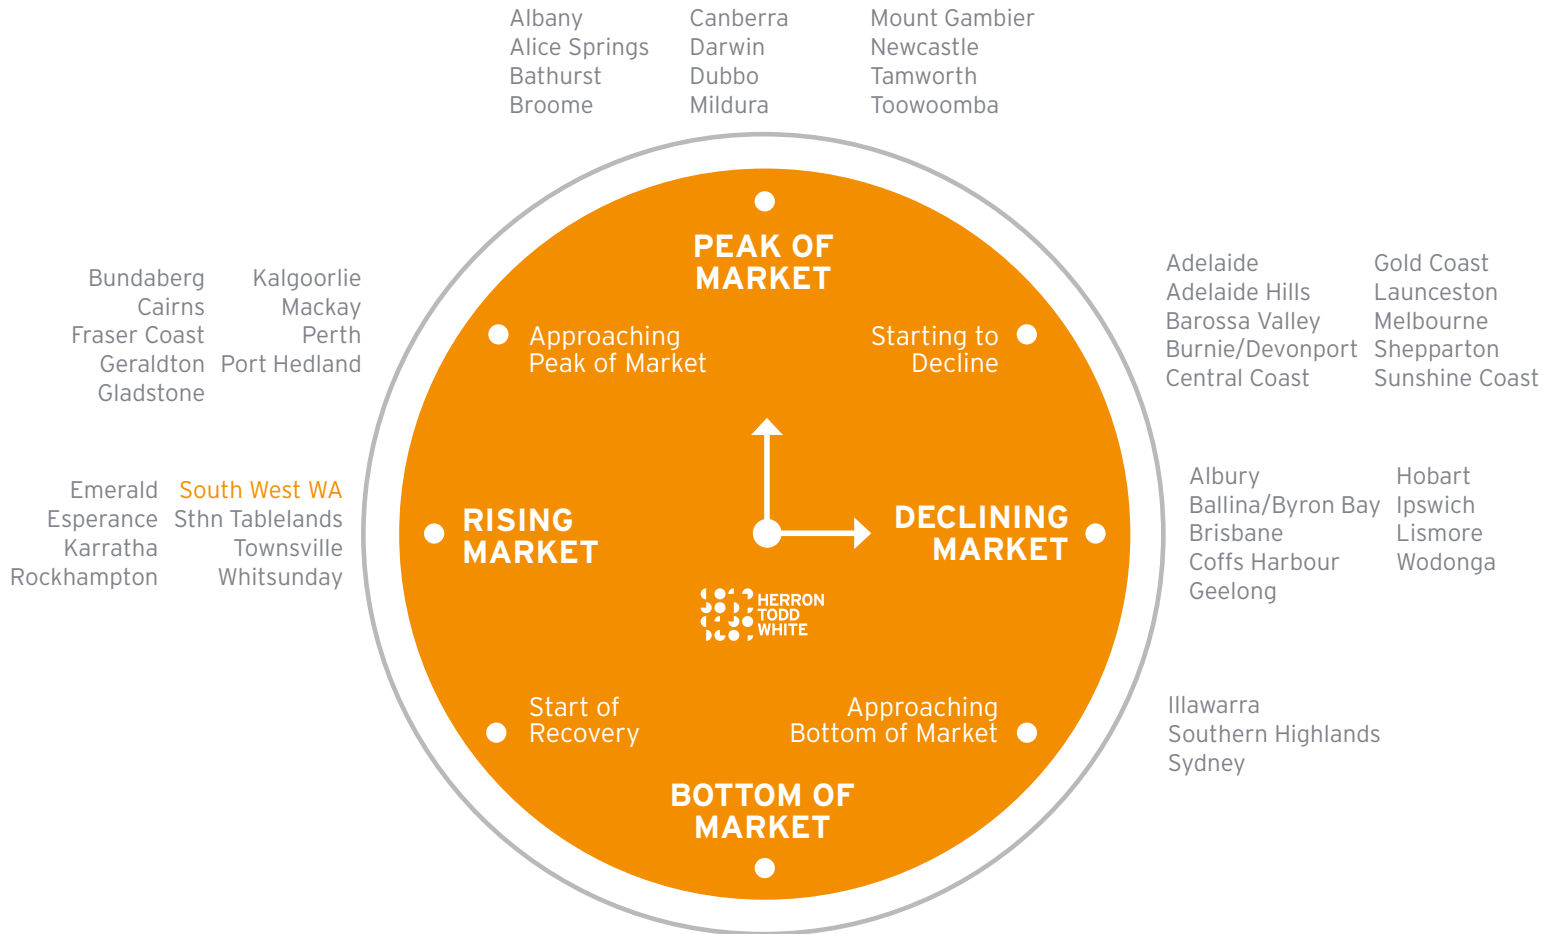 Albany Canberra Mount Gambier
Alice Springs Darwin Newcastle
Bathurst Dubbo Tamworth
Broome Mildura Toowoomba
PEAK OF
MARKET
Bundaberg Kalgoorlie
Cairns Mackay
Fraser Coast Perth
Geraldton Port Hedland
Gladstone
Approaching
Peak of Market
Starting to
Decline
Adelaide Gold Coast
Adelaide Hills Launceston
Barossa Valley Melbourne
Burnie/Devonport Shepparton
Central Coast Sunshine Coast
Emerald South West WA
Esperance Sthn Tablelands
Karratha Townsville
Rockhampton Whitsunday
RISING
MARKET
DECLINING
MARKET
Albury Hobart
Ballina/Byron Bay Ipswich
Brisbane Lismore
Coffs Harbour Wodonga
Geelong
HERRON
TODD
WHITE
Start of
Recovery
Approaching
Bottom of Market
Illawarra
Southern Highlands
Sydney
BOTTOM OF
MARKET